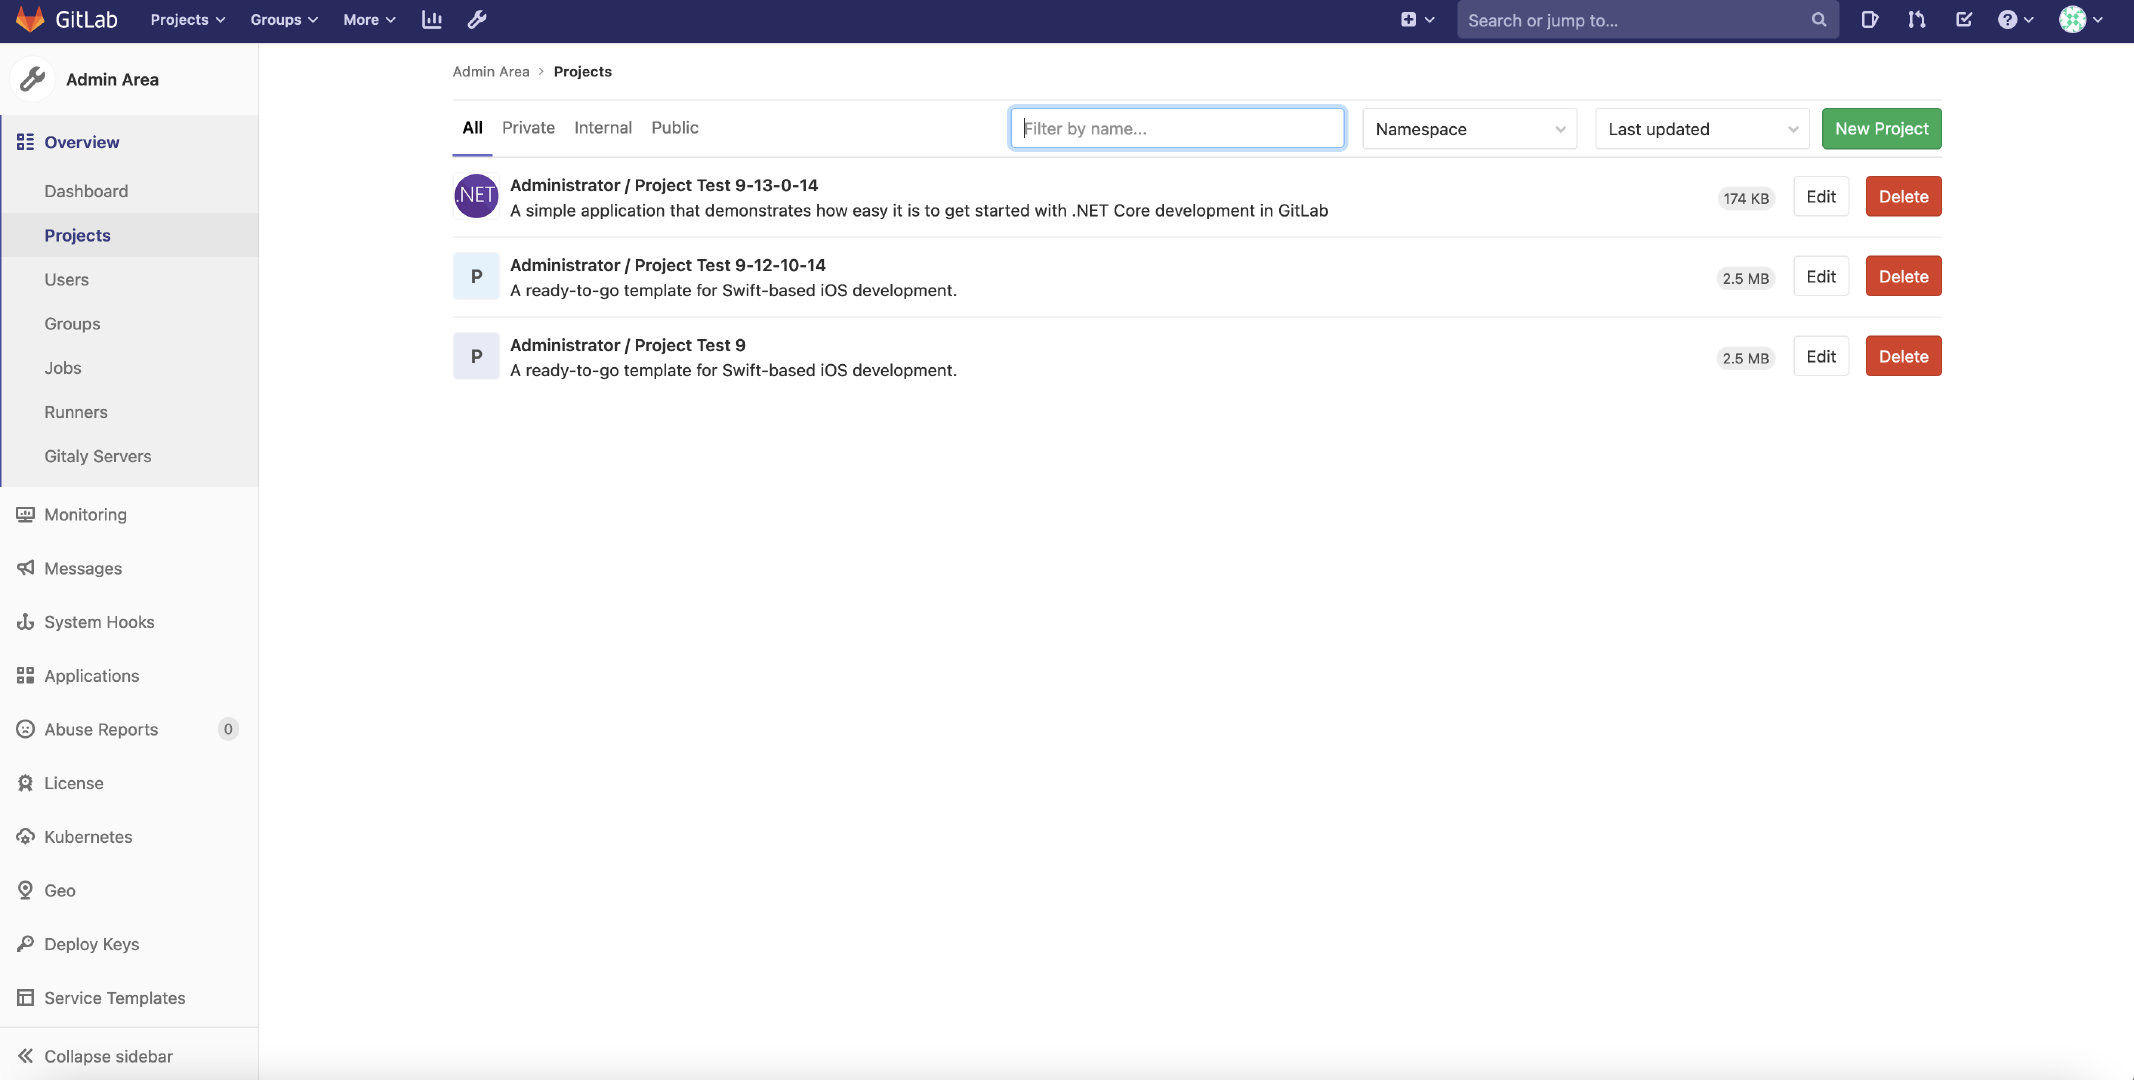 GitLab
Projects
Groups
More
Search or jump to...
Admin Area
Overview
Dashboard
Projects
Users
Groups
Jobs
Runners
Gitaly Servers
Monitoring
Messages
System Hooks
Applications
Abuse Reports 0
License
Kubernetes
Geo
Deploy Keys
Service Templates
Collapse sidebar
Admin Area > Projects
All Private Internal Public
Filter by name...
Namespace
Last updated
New Project
.NET
Administrator / Project Test 9-13-0-14
A simple application that demonstrates how easy it is to get started with .NET Core development in GitLab
174 KB
Edit
Delete
P
Administrator / Project Test 9-12-10-14
A ready-to-go template for Swift-based iOS development.
2.5 MB
Edit
Delete
P
Administrator / Project Test 9
A ready-to-go template for Swift-based iOS development.
2.5 MB
Edit
Delete